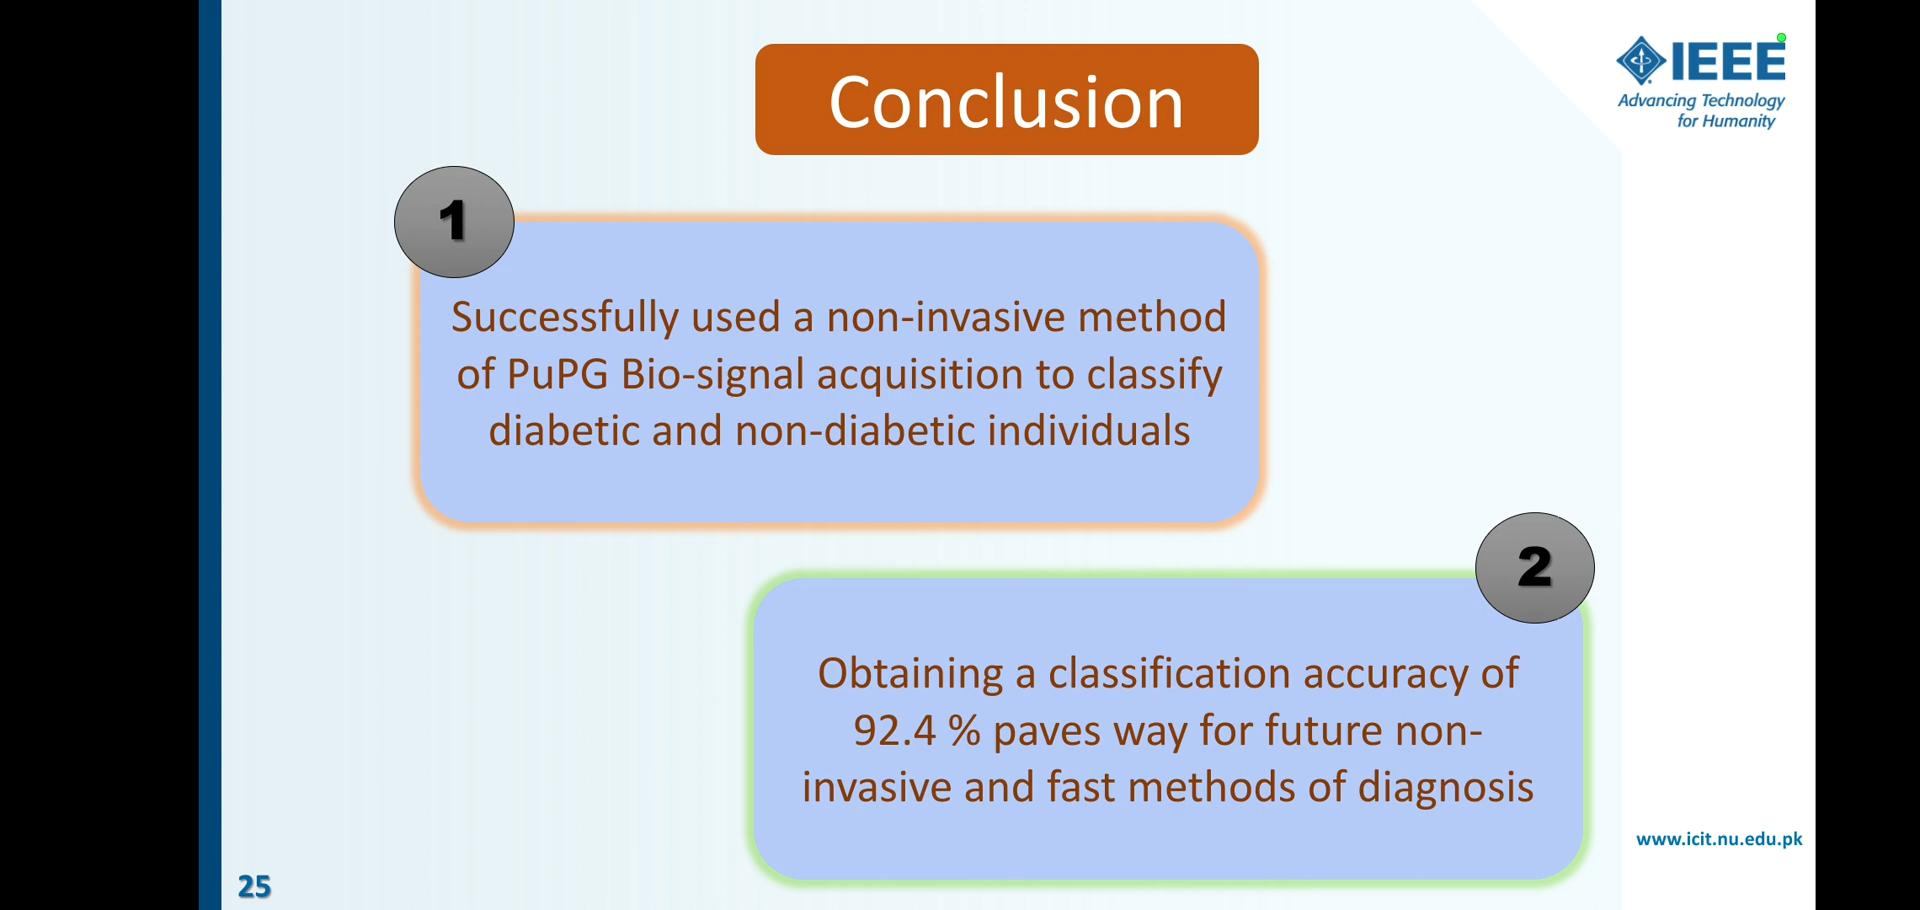 Conclusion
IEEE
Advancing Technology
for Humanity
1
Successfully used a non-invasive method
of PuPG Bio-signal acquisition to classify
diabetic and non-diabetic individuals
2
Obtaining a classification accuracy of
92.4 % paves way for future non-
invasive and fast methods of diagnosis
www.icit.nu.edu.pk
25